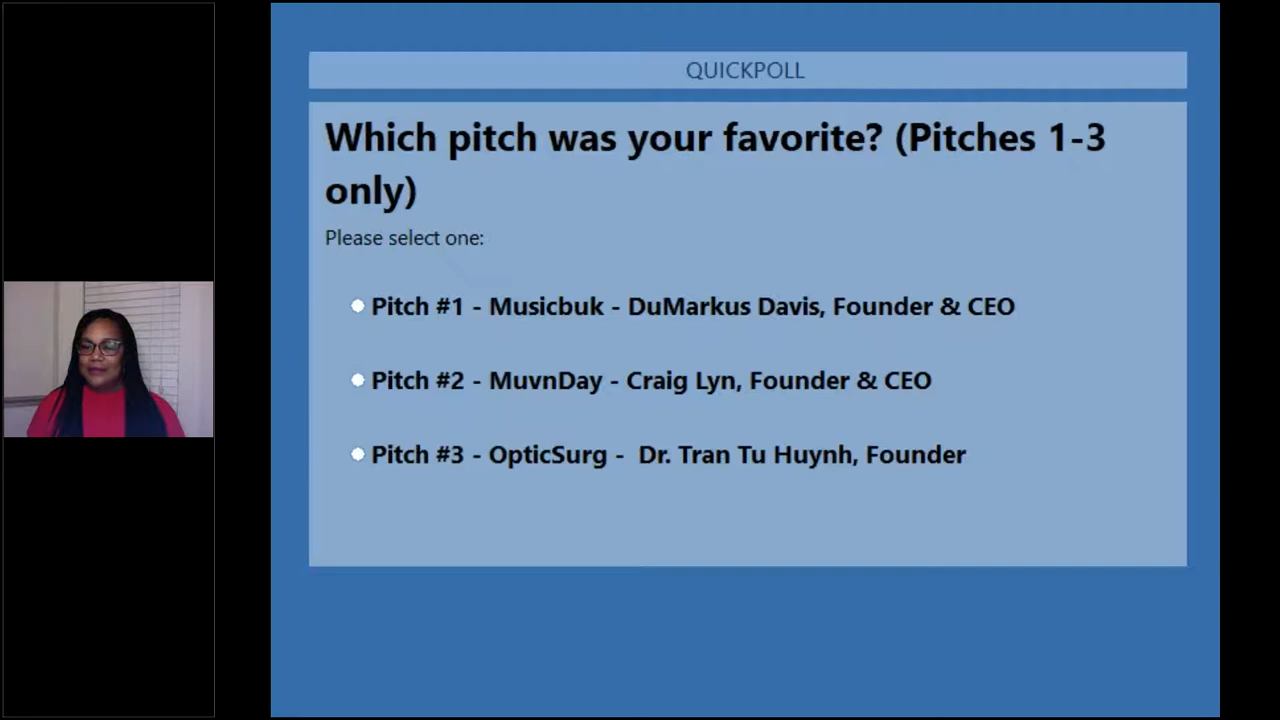 QUICKPOLL
Which pitch was your favorite? (Pitches 1-3
only)
Please select one:
Pitch #1 - Musicbuk - DuMarkus Davis, Founder & CEO
Pitch #2 - MuvnDay - Craig Lyn, Founder & CEO
Pitch #3 - OpticSurg -  Dr. Tran Tu Huynh, Founder